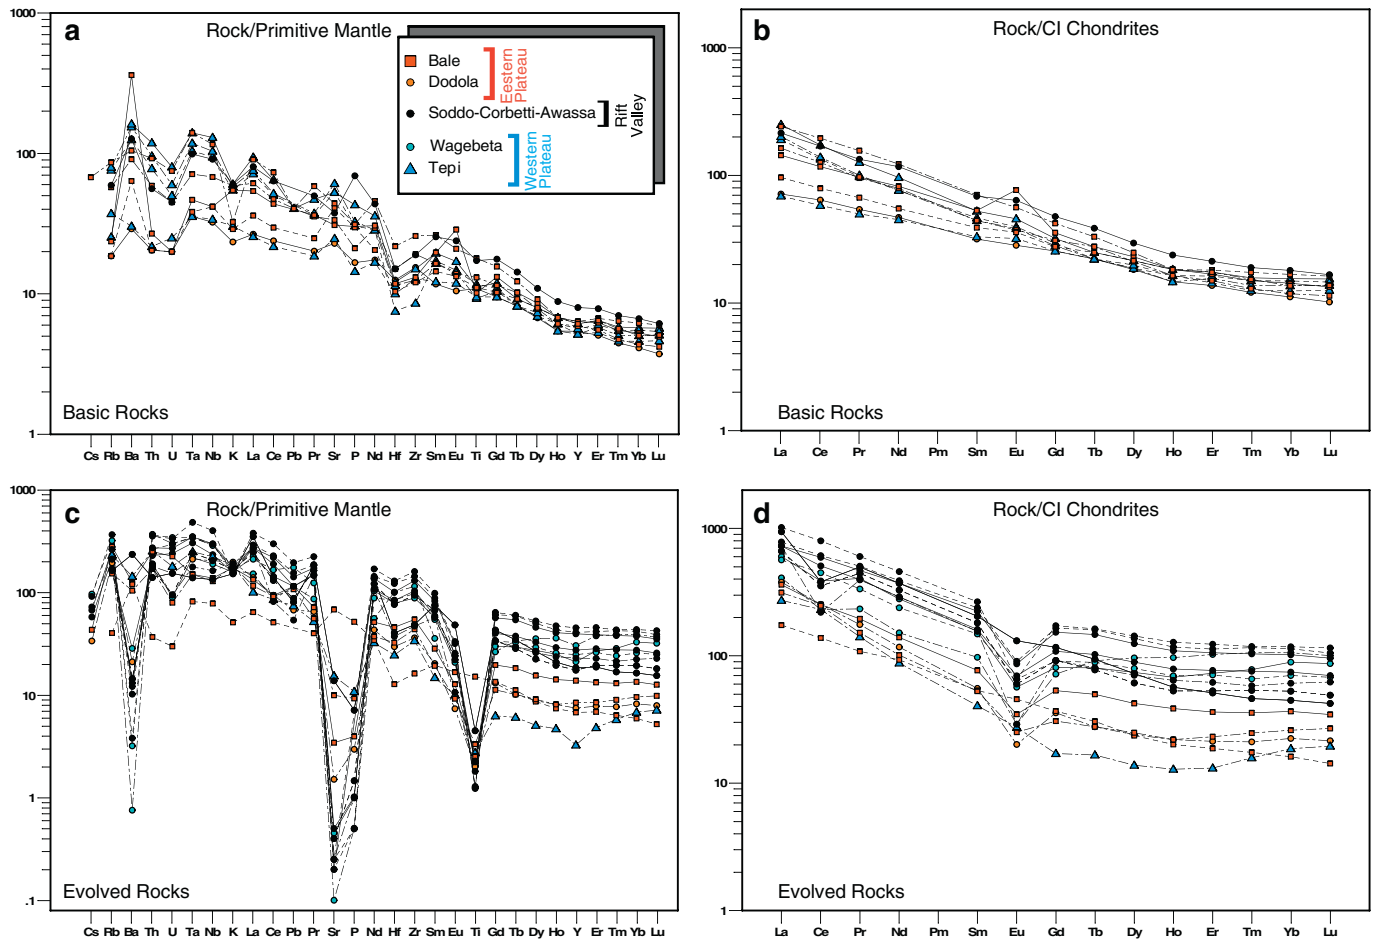 a
Rock/Primitive Mantle
1000
100
10
1
Bale
Dodola
Eestern
Plateau
Soddo-Corbetti-Awassa
Rift
Valley
Wagebeta
Tepi
Western
Plateau
Basic Rocks
Cs Rb Ba Th U Ta Nb K La Ce Pb Pr Sr P Nd Hf Zr Sm Eu Ti Gd Tb Dy Ho Y Er Tm Yb Lu
b
Rock/CI Chondrites
1000
100
10
1
Basic Rocks
La Ce Pr Nd Pm Sm Eu Gd Tb Dy Ho Er Tm Yb Lu
c
Rock/Primitive Mantle
1000
100
10
1
.1
Evolved Rocks
Cs Rb Ba Th U Ta Nb K La Ce Pb Pr Sr P Nd Hf Zr Sm Eu Ti Gd Tb Dy Ho Y Er Tm Yb Lu
d
Rock/CI Chondrites
1000
100
10
1
Evolved Rocks
La Ce Pr Nd Pm Sm Eu Gd Tb Dy Ho Er Tm Yb Lu